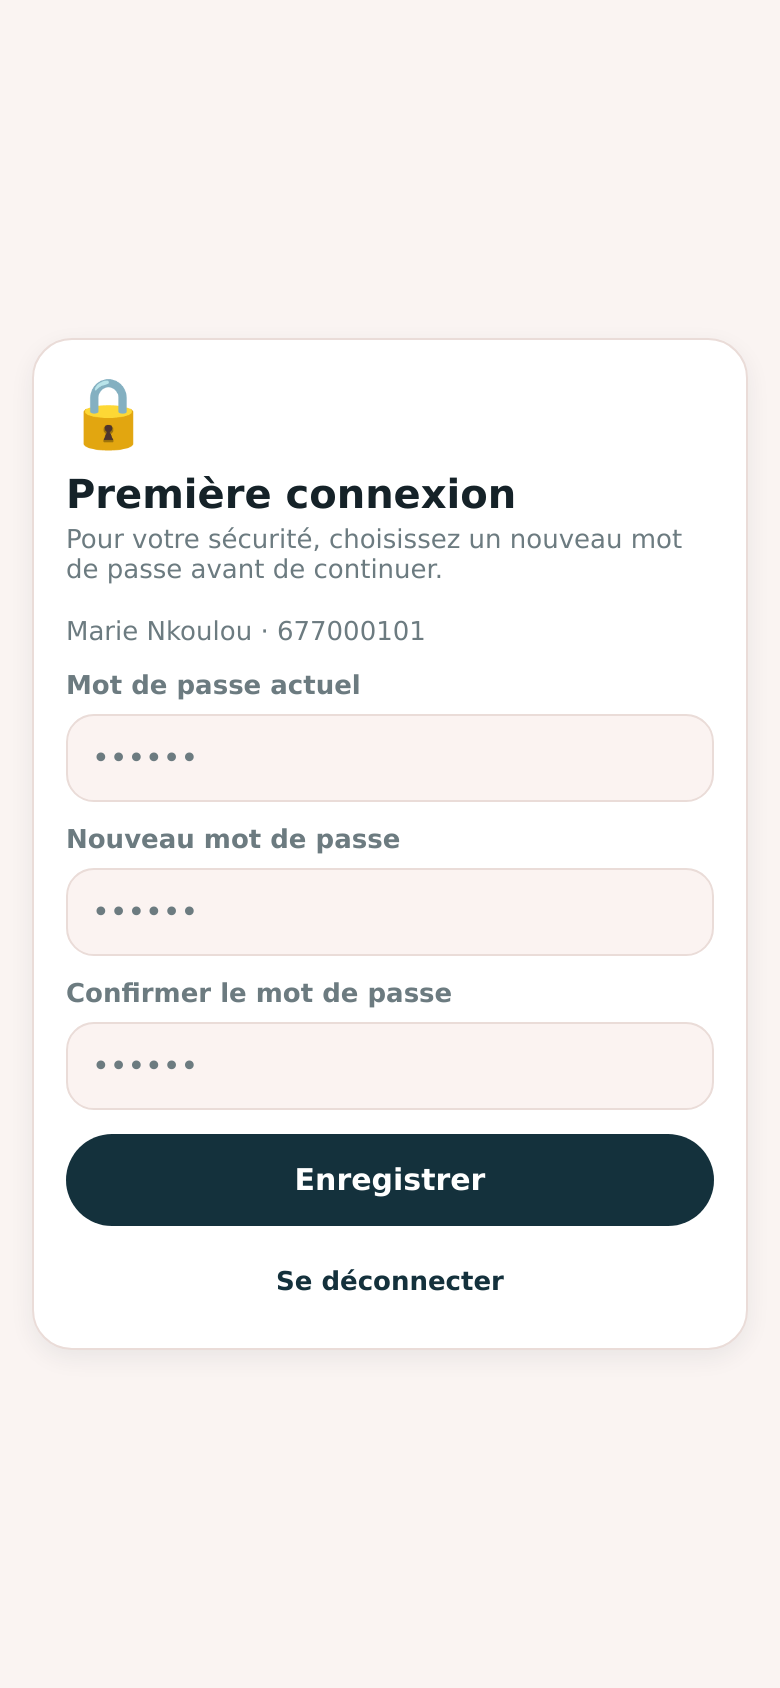 Première connexion
Pour votre sécurité, choisissez un nouveau mot
de passe avant de continuer.
Marie Nkoulou · 677000101
Mot de passe actuel
••••••
Nouveau mot de passe
••••••
Confirmer le mot de passe
••••••
Enregistrer
Se déconnecter